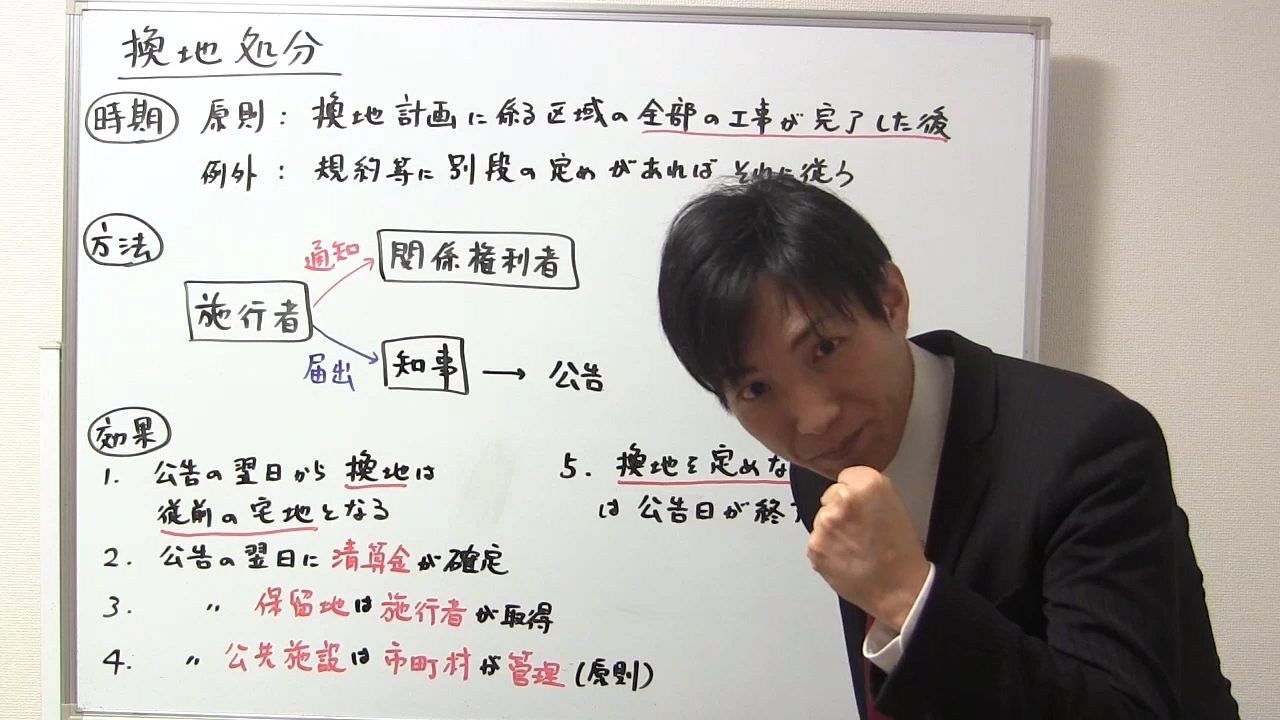 換地処分
時期 原則: 換地計画に係る区域の全部の工事が完了した後
例外: 規約等に別段の定めがあればそれに従う
方法
通知 関係権利者
施行者
届出 知事 → 公告
効果
1. 公告の翌日から換地は
従前の宅地となる
2. 公告の翌日に清算金が確定
3. 〃 保留地は施行者が取得
4. 〃 公共施設は市町村が管理(原則)
5. 換地を定めな
は公告日が終